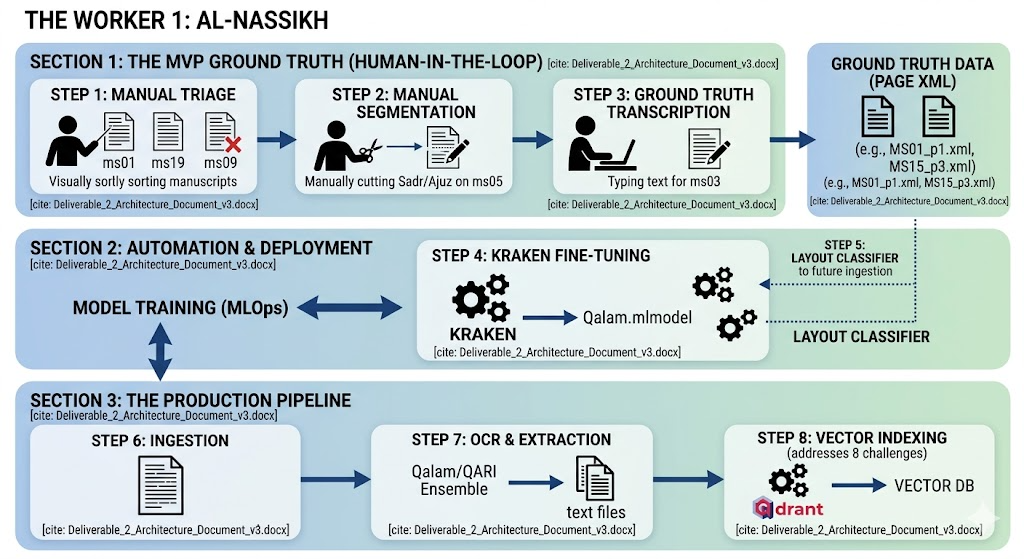 THE WORKER 1: AL-NASSIKH
SECTION 1: THE MVP GROUND TRUTH (HUMAN-IN-THE-LOOP) [cite: Deliverable_2_Architecture_Document_v3.docx]
STEP 1: MANUAL TRIAGE
ms01 ms19 ms09
Visually sortly sorting manuscripts
[cite: Deliverable_2_Architecture_Document_v3.docx]
STEP 2: MANUAL
SEGMENTATION
Manually cutting Sadr/Ajuz on ms05
STEP 3: GROUND TRUTH
TRANSCRIPTION
Typing text for ms03
[cite: Deliverable_2_Architecture_Document_v3.docx]
GROUND TRUTH DATA
(PAGE XML)
(e.g., MS01_p1.xml,
MS15_p3.xml)
(e.g., MS01_p1.xml, MS15_p3.xml)
[cite: Deliverable_2_Architecture_Document_v3.docx]
SECTION 2: AUTOMATION & DEPLOYMENT
[cite: Deliverable_2_Architecture_Document_v3.docx]
MODEL TRAINING (MLOps)
STEP 4: KRAKEN FINE-TUNING
KRAKEN
Qalam.mlmodel
[cite: Deliverable_2_Architecture_Document_v3.docx]
STEP 5:
LAYOUT CLASSIFIER
to future ingestion
LAYOUT CLASSIFIER
SECTION 3: THE PRODUCTION PIPELINE
[cite: Deliverable_2_Architecture_Document_v3.docx]
STEP 6: INGESTION
[cite: Deliverable_2_Architecture_Document_v3.docx]
STEP 7: OCR & EXTRACTION
Qalam/QARI
Ensemble
text files
[cite: Deliverable_2_Architecture_Document_v3.docx]
STEP 8: VECTOR INDEXING
(addresses 8 challenges)
drant
VECTOR DB
[cite: Deliverable_2_Architecture_Document_v3.docx]